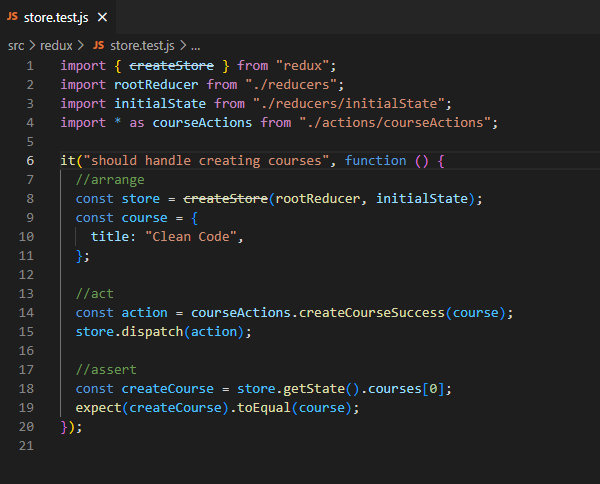 JS store.test.js ×
src > redux > JS store.test.js > ...
1 import { createStore } from "redux";
2 import rootReducer from "./reducers";
3 import initialState from "./reducers/initialState";
4 import * as courseActions from "./actions/courseActions";
5
6 it("should handle creating courses", function () {
7   //arrange
8   const store = createStore(rootReducer, initialState);
9   const course = {
10     title: "Clean Code",
11   };
12
13   //act
14   const action = courseActions.createCourseSuccess(course);
15   store.dispatch(action);
16
17   //assert
18   const createCourse = store.getState().courses[0];
19   expect(createCourse).toEqual(course);
20 });
21